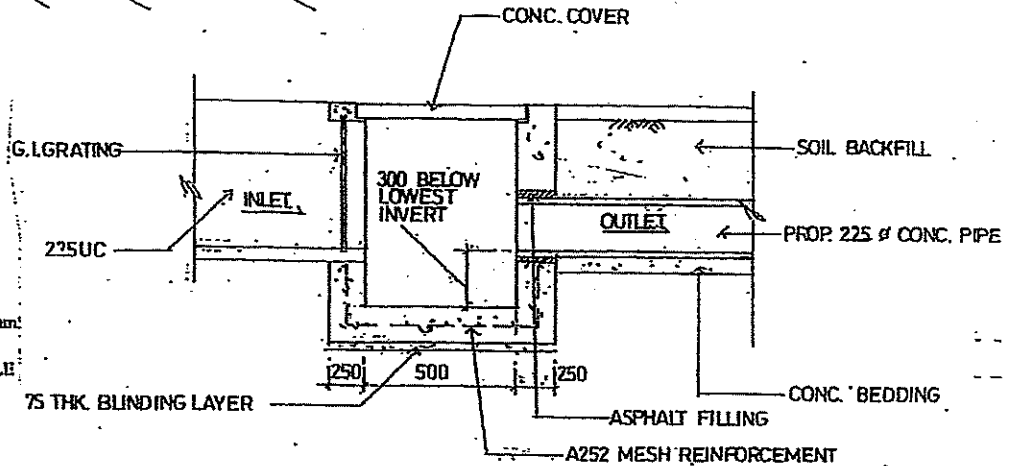 CONC. COVER
G.I.GRATING
SOIL BACKFILL
300 BELOW
LOWEST
INVERT
INLET
OUTLET
225UC
PROP. 225 Ø CONC. PIPE
250
500
250
75 THK. BLINDING LAYER
CONC. BEDDING
ASPHALT FILLING
A252 MESH REINFORCEMENT